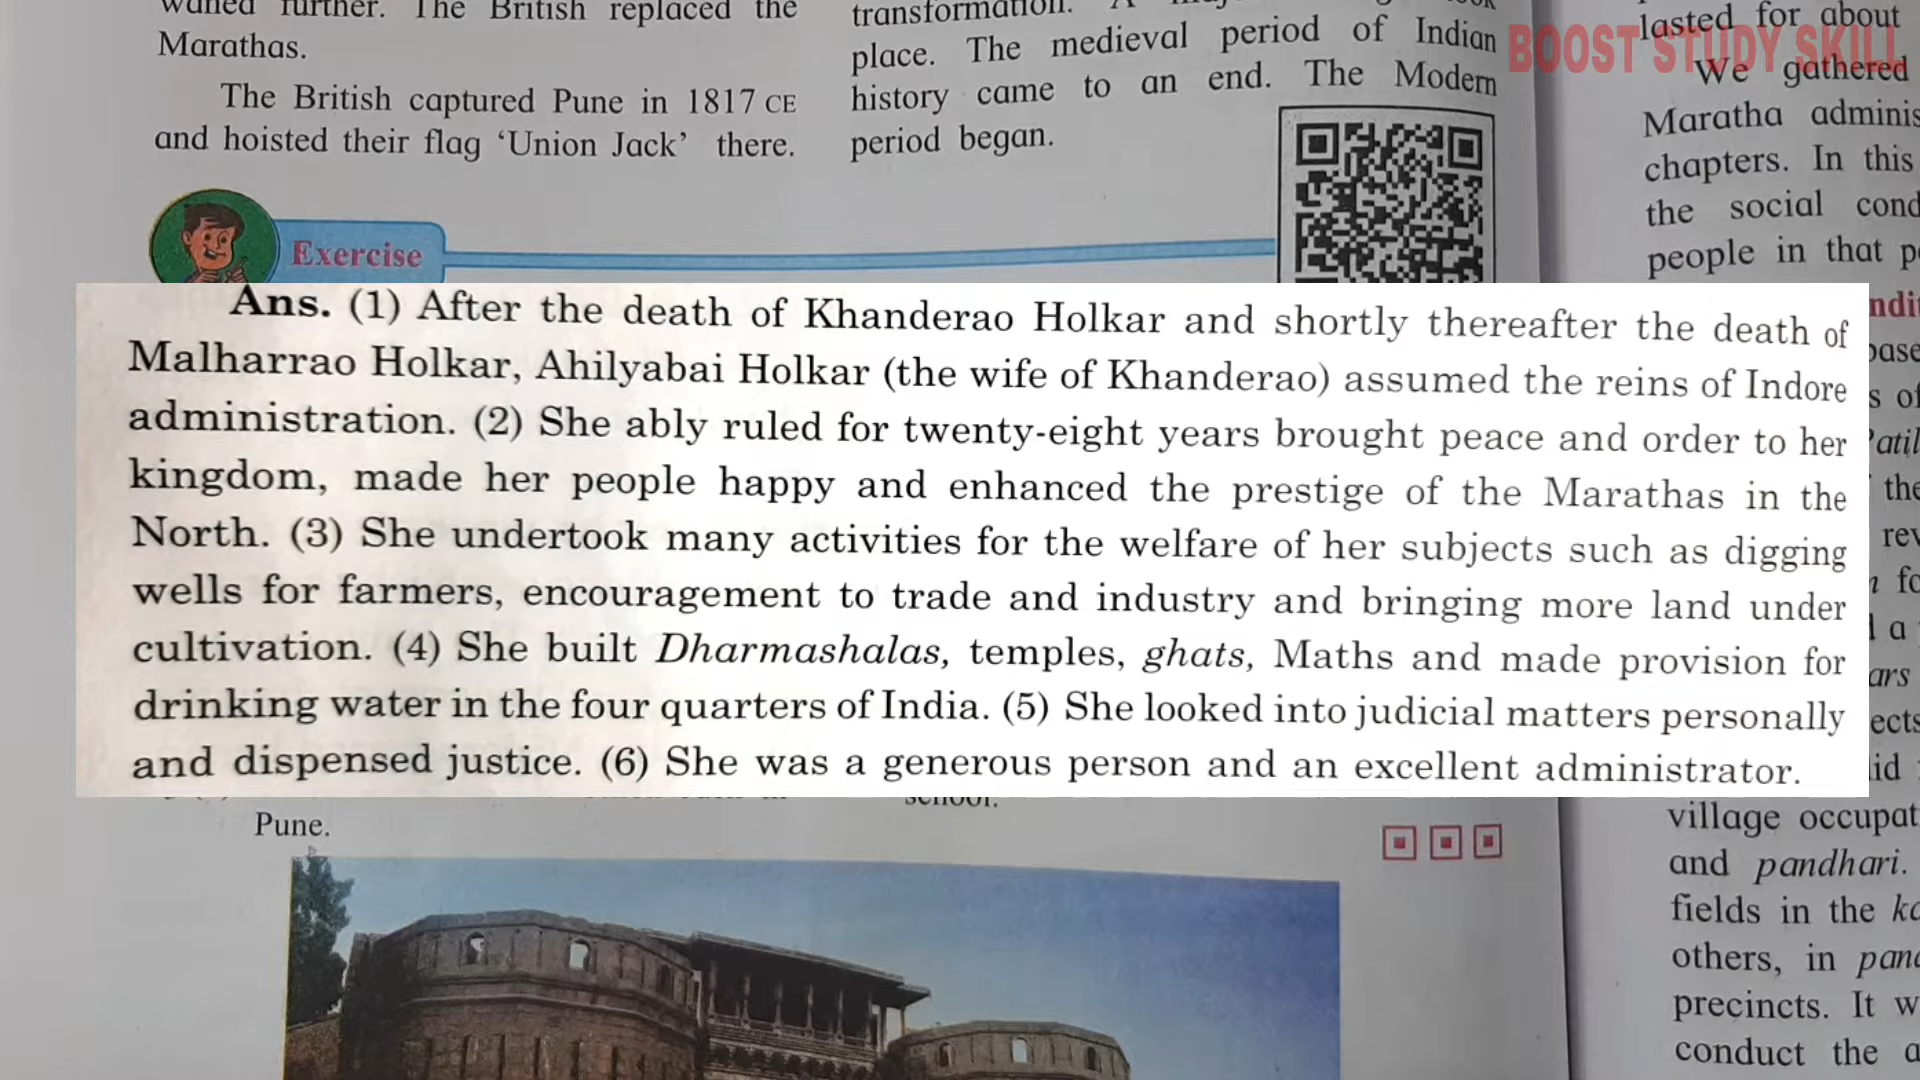 further. The British replaced the
Marathas.
The British captured Pune in 1817 CE
and hoisted their flag ‘Union Jack’ there.
transformation. A
place. The medieval period of Indian
history came to an end. The Modern
period began.
BOOST STUDY SKILL
lasted for about
We gathered
Maratha
chapters. In this
the social
people in that
Exercise
Ans. (1) After the death of Khanderao Holkar and shortly thereafter the death of
Malharrao Holkar, Ahilyabai Holkar (the wife of Khanderao) assumed the reins of Indore
administration. (2) She ably ruled for twenty-eight years brought peace and order to her
kingdom, made her people happy and enhanced the prestige of the Marathas in the
North. (3) She undertook many activities for the welfare of her subjects such as digging
wells for farmers, encouragement to trade and industry and bringing more land under
cultivation. (4) She built Dharmashalas, temples, ghats, Maths and made provision for
drinking water in the four quarters of India. (5) She looked into judicial matters personally
and dispensed justice. (6) She was a generous person and an excellent administrator.
school.
Pune.
village
and pandhari.
fields in the
others, in
precincts. It
conduct the